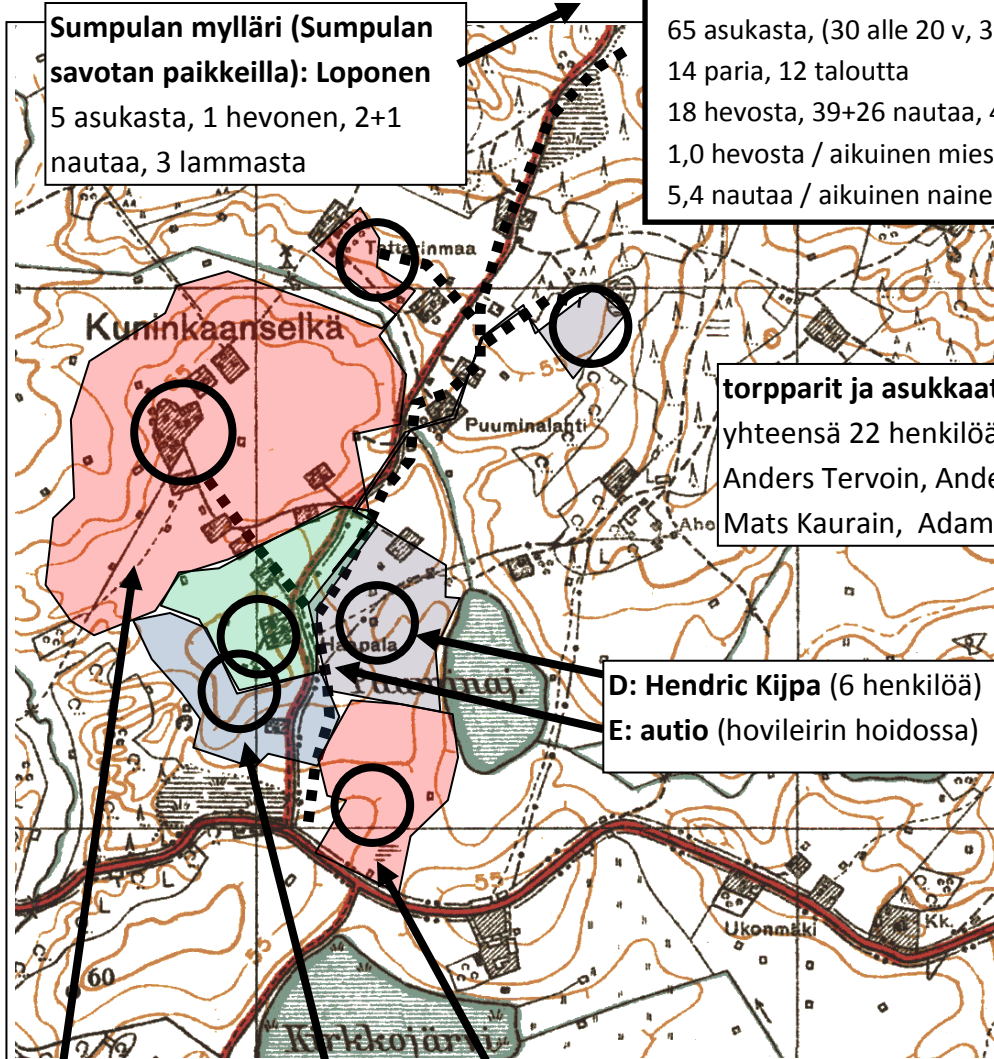 Sumpulan mylläri (Sumpulan
savotan paikkeilla): Loponen
5 asukasta, 1 hevonen, 2+1
nautaa, 3 lammasta
65 asukasta, (30 alle 20 v, 3
14 paria, 12 taloutta
18 hevosta, 39+26 nautaa, 4
1,0 hevosta / aikuinen mies
5,4 nautaa / aikuinen naine
Tattarinmaa
Kuninkaanselkä
55
55
Puuminalahti
torpparit ja asukkaat
yhteensä 22 henkilöä
Anders Tervoin, Ande
Mats Kaurain, Adam
Aho
L
Haapala
D: Hendric Kijpa (6 henkilöä)
E: autio (hovileirin hoidossa)
55
L
L
Ukonmäki
Kk.
55
60
Kirkkojärvi